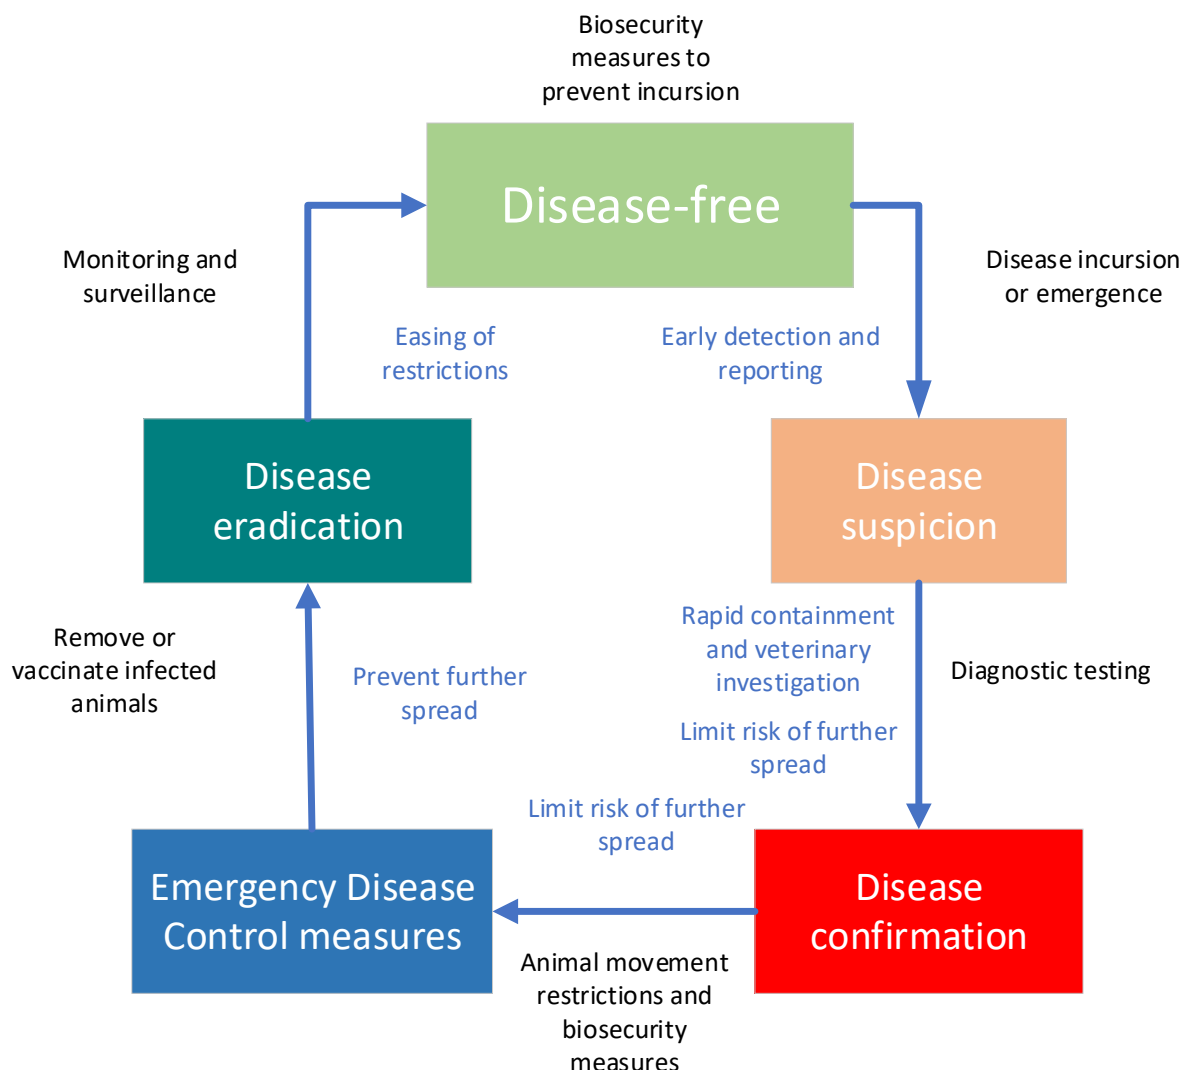 Biosecurity
measures to
prevent incursion
Disease-free
Monitoring and
surveillance
Disease incursion
or emergence
Easing of
restrictions
Early detection and
reporting
Disease
eradication
Disease
suspicion
Remove or
vaccinate infected
animals
Prevent further
spread
Rapid containment
and veterinary
investigation
Diagnostic testing
Limit risk of further
spread
Limit risk of further
spread
Emergency Disease
Control measures
Disease
confirmation
Animal movement
restrictions and
biosecurity
measures